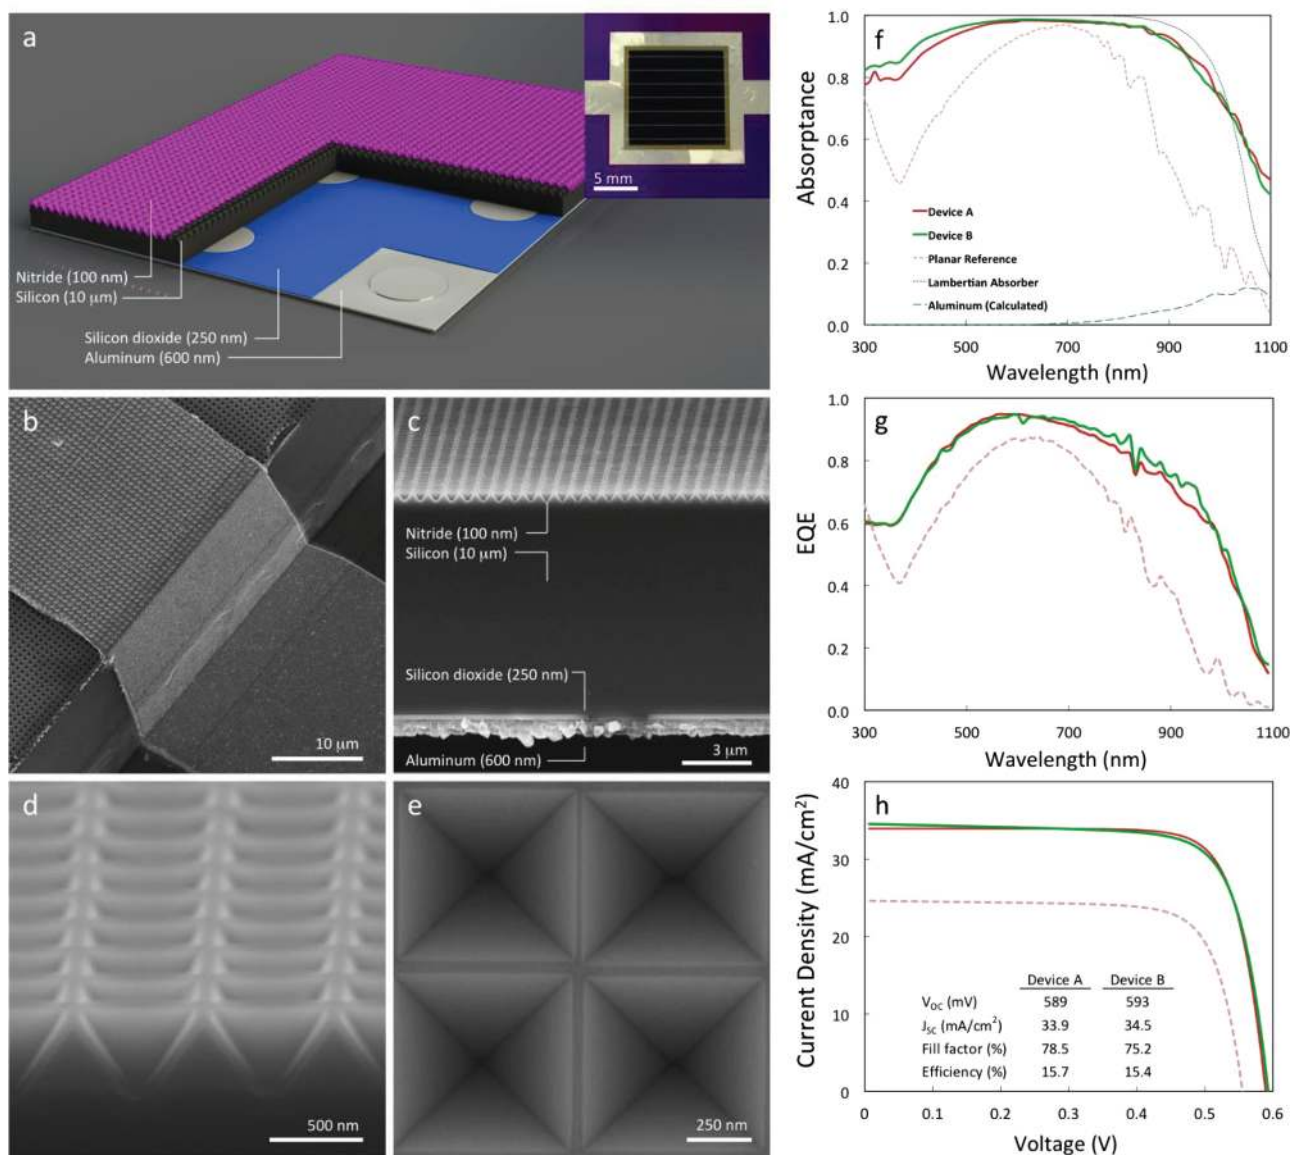 a
5 mm
Nitride (100 nm)
Silicon (10 μm)
Silicon dioxide (250 nm)
Aluminum (600 nm)
b
10 μm
c
Nitride (100 nm)
Silicon (10 μm)
Silicon dioxide (250 nm)
Aluminum (600 nm)
3 μm
d
500 nm
e
250 nm
f
Absorptance
1.0
0.8
0.6
0.4
0.2
0.0
Device A
Device B
Planar Reference
Lambertian Absorber
Aluminum (Calculated)
300 500 700 900 1100
Wavelength (nm)
g
EQE
1.0
0.8
0.6
0.4
0.2
0.0
300 500 700 900 1100
Wavelength (nm)
h
Current Density (mA/cm²)
40
30
20
10
0
Device A Device B
V_OC (mV) 589 593
J_SC (mA/cm²) 33.9 34.5
Fill factor (%) 78.5 75.2
Efficiency (%) 15.7 15.4
0 0.1 0.2 0.3 0.4 0.5 0.6
Voltage (V)